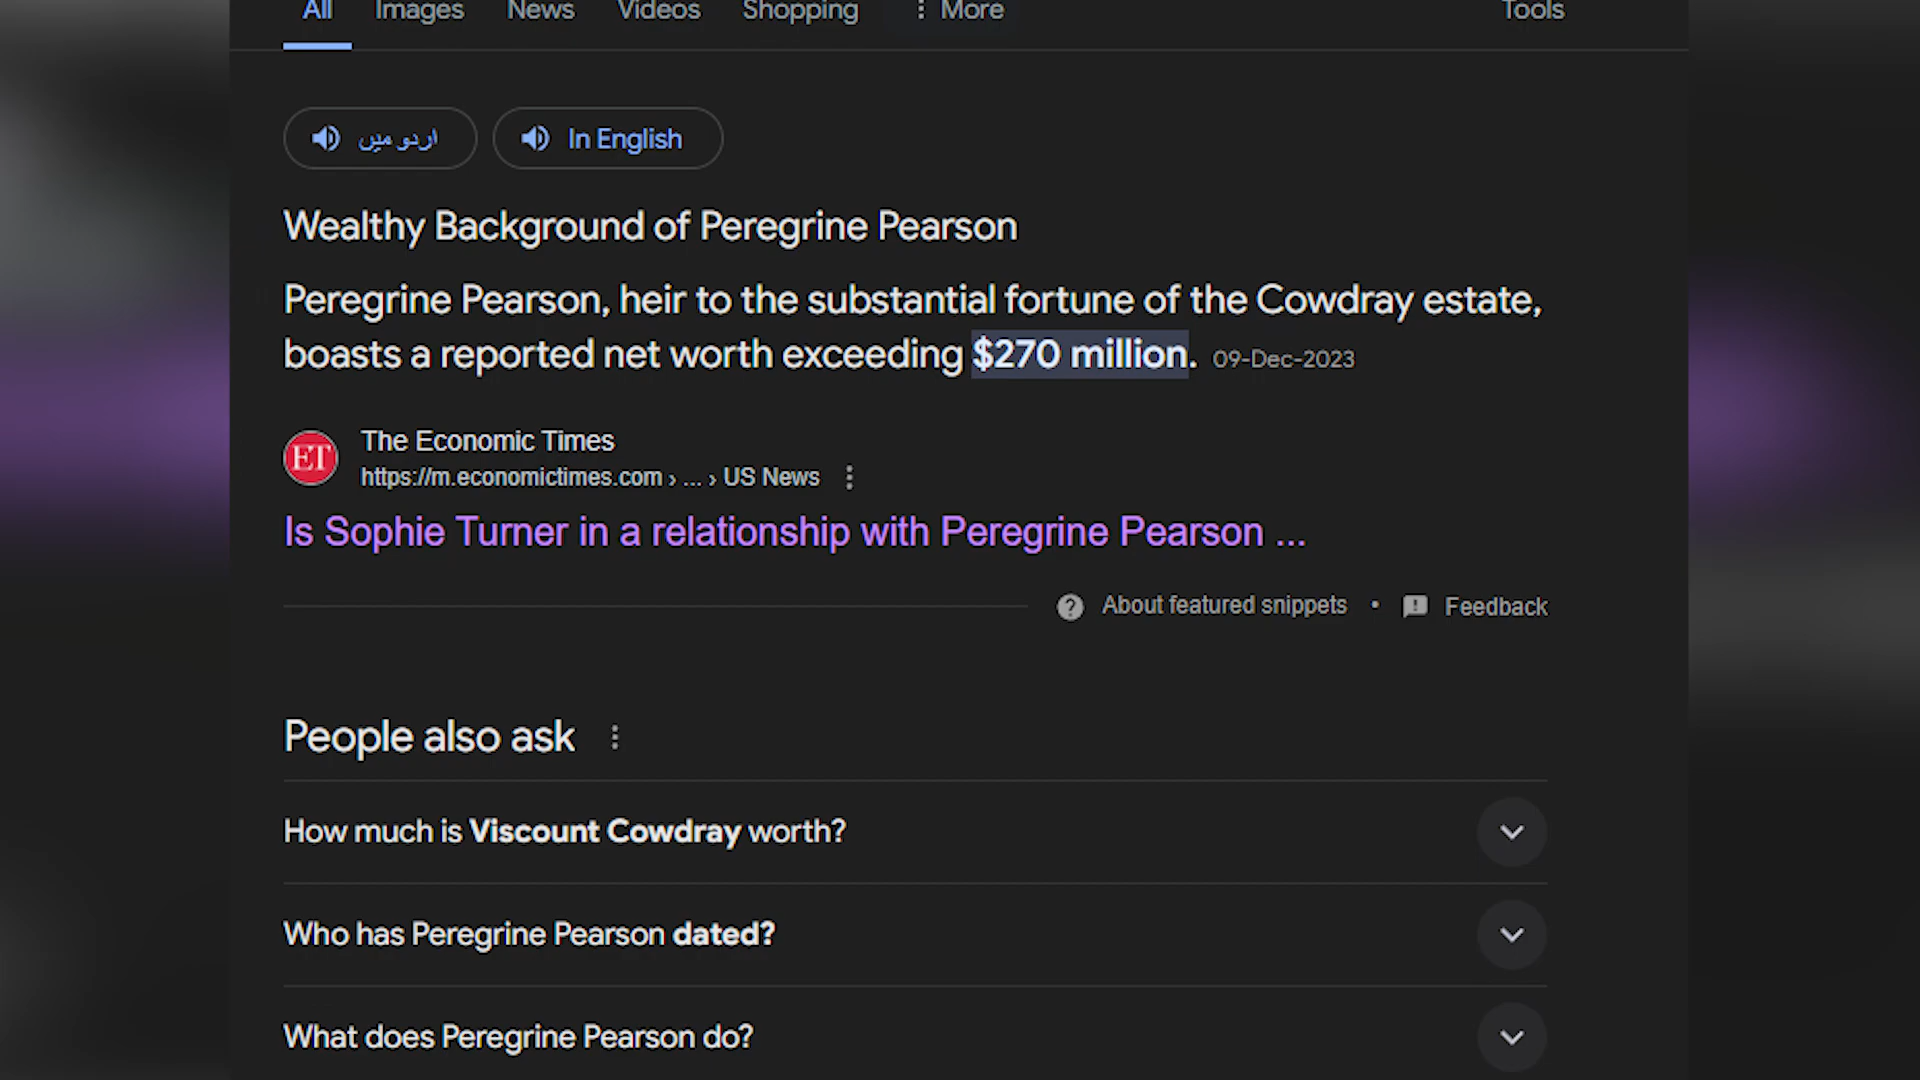 All Images News Videos Shopping More Tools
اردو میں In English
Wealthy Background of Peregrine Pearson
Peregrine Pearson, heir to the substantial fortune of the Cowdray estate,
boasts a reported net worth exceeding $270 million. 09-Dec-2023
ET The Economic Times
https://m.economictimes.com › ... › US News
Is Sophie Turner in a relationship with Peregrine Pearson ...
About featured snippets • Feedback
People also ask
How much is Viscount Cowdray worth?
Who has Peregrine Pearson dated?
What does Peregrine Pearson do?